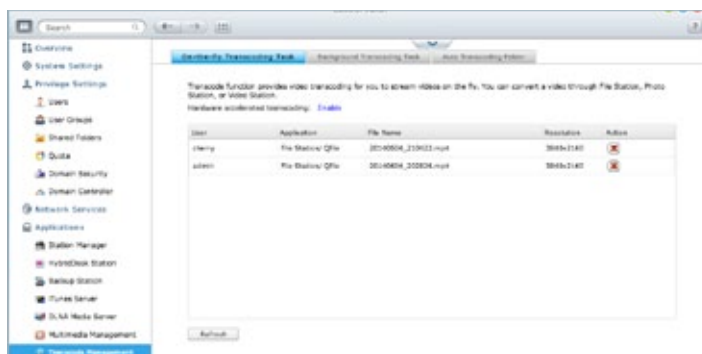 Search
Overview
System Settings
Privilege Settings
Users
User Groups
Shared Folders
Quota
Domain Security
Domain Controller
Network Services
Applications
Station Manager
HybridDesk Station
Backup Station
iTunes Server
DLNA Media Server
Multimedia Management
Transcode Management
On-the-fly Transcoding Task
Background Transcoding Task
Auto Transcoding Folder
Transcode function provides video transcoding for you to stream videos on the fly. You can convert a video through File Station, Photo
Station, or Video Station.
Hardware accelerated transcoding: Enable
User Application File Name Resolution Action
cherry File Station/ Qfile 3840x2160
admin File Station/ Qfile 3840x2160
Refresh